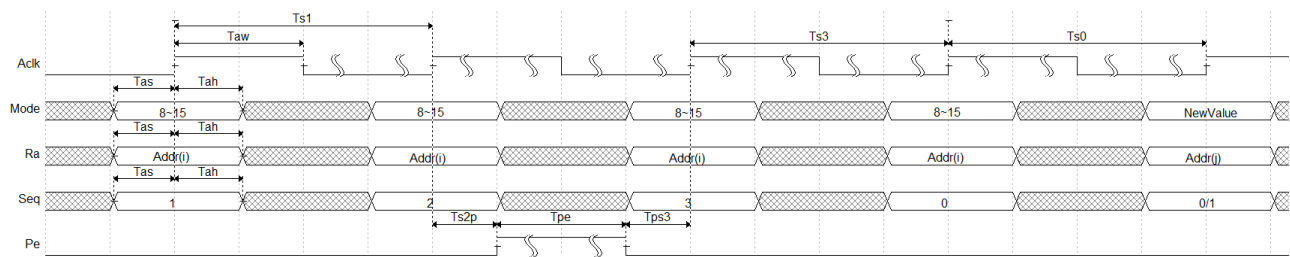 Ts1
Taw Ts3 Ts0
Aclk
Tas Tah
Mode 8~15 8~15 8~15 8~15 NewValue
Tas Tah
Ra Addr(i) Addr(i) Addr(i) Addr(i) Addr(j)
Tas Tah
Seq 1 2 3 0 0/1
Ts2p Tpe Tps3
Pe